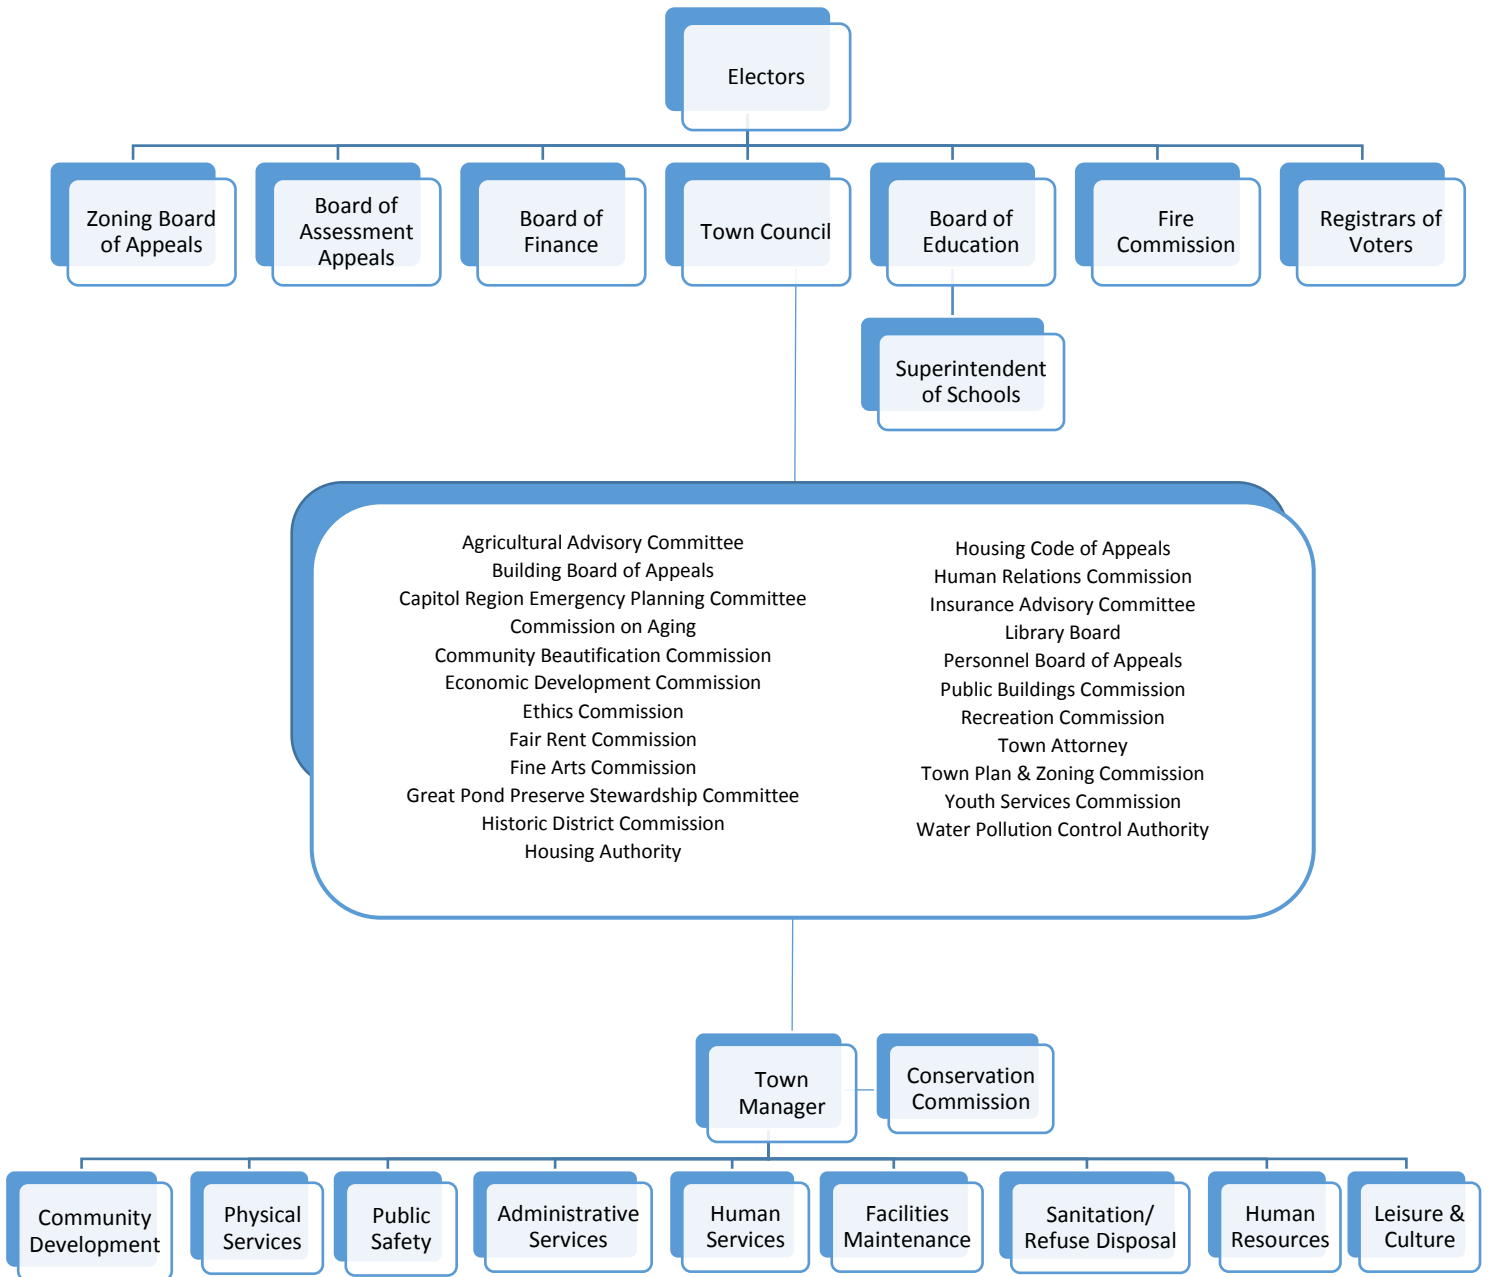 Electors
Zoning Board
of Appeals
Board of
Assessment
Appeals
Board of
Finance
Town Council
Board of
Education
Fire
Commission
Registrars of
Voters
Superintendent
of Schools
Agricultural Advisory Committee
Building Board of Appeals
Capitol Region Emergency Planning Committee
Commission on Aging
Community Beautification Commission
Economic Development Commission
Ethics Commission
Fair Rent Commission
Fine Arts Commission
Great Pond Preserve Stewardship Committee
Historic District Commission
Housing Authority
Housing Code of Appeals
Human Relations Commission
Insurance Advisory Committee
Library Board
Personnel Board of Appeals
Public Buildings Commission
Recreation Commission
Town Attorney
Town Plan & Zoning Commission
Youth Services Commission
Water Pollution Control Authority
Town
Manager
Conservation
Commission
Community
Development
Physical
Services
Public
Safety
Administrative
Services
Human
Services
Facilities
Maintenance
Sanitation/
Refuse Disposal
Human
Resources
Leisure &
Culture